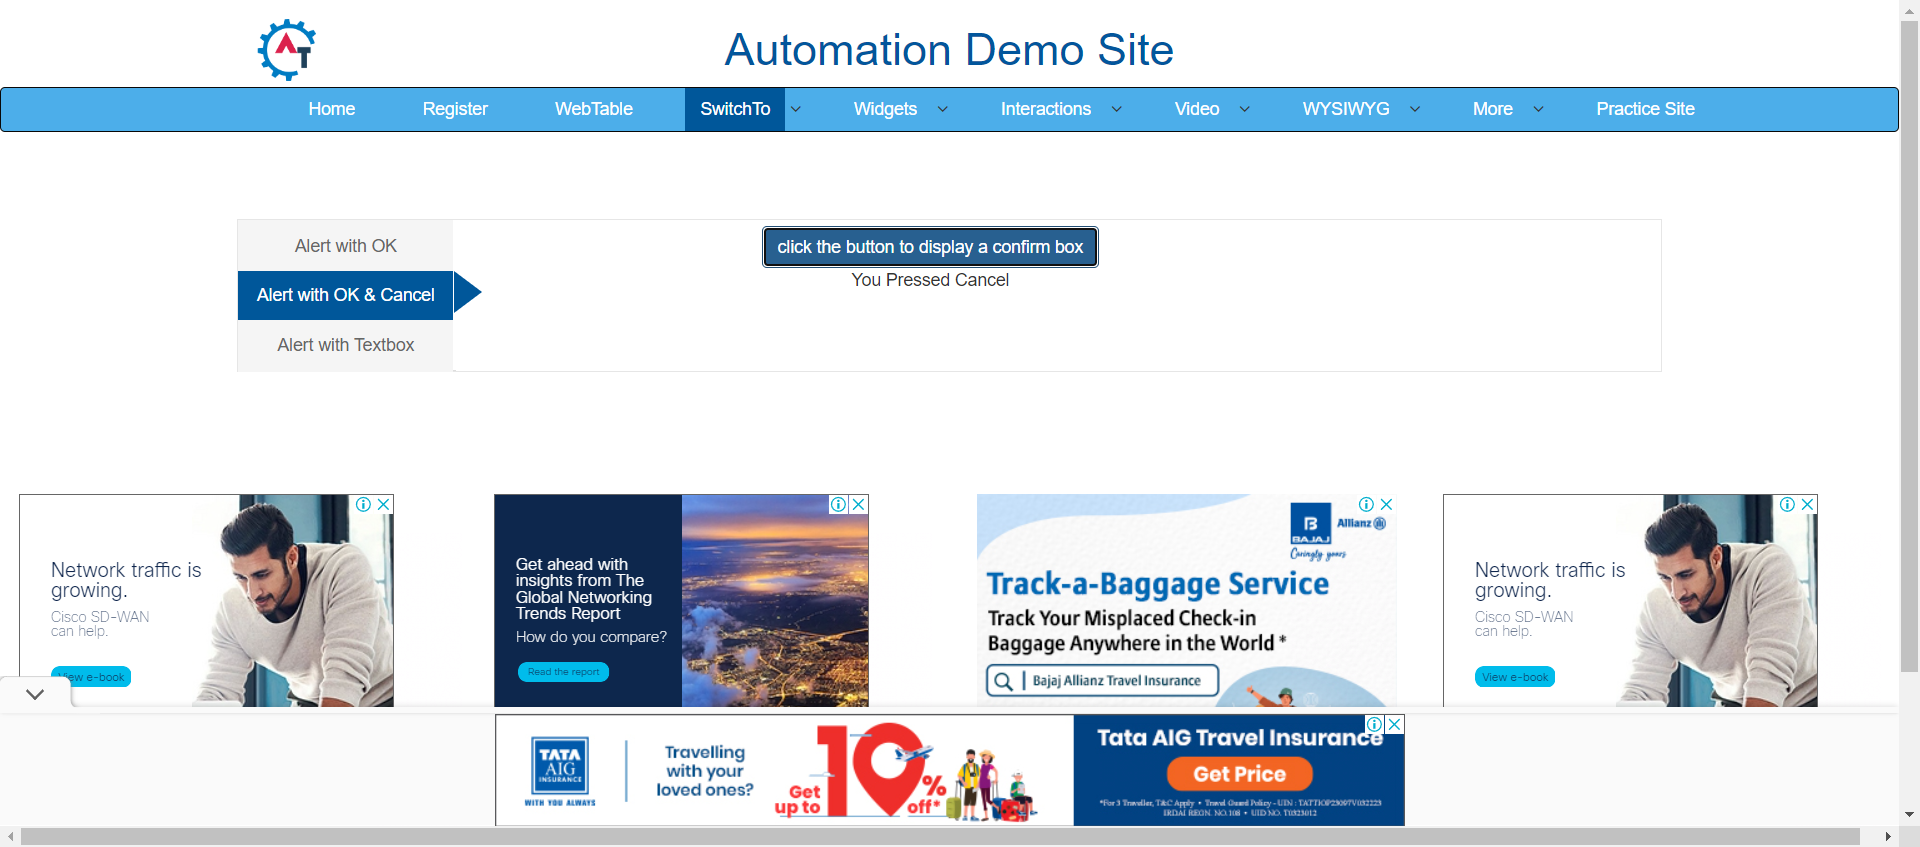 AT
Automation Demo Site
Home Register WebTable SwitchTo Widgets Interactions Video WYSIWYG More Practice Site
Alert with OK
Alert with OK & Cancel
Alert with Textbox
click the button to display a confirm box
You Pressed Cancel
Network traffic is
growing.
Cisco SD-WAN
can help.
View e-book
Get ahead with
insights from The
Global Networking
Trends Report
How do you compare?
Read the report
B
BAJAJ
Allianz
Caringly yours
Track-a-Baggage Service
Track Your Misplaced Check-in
Baggage Anywhere in the World *
Bajaj Allianz Travel Insurance
Network traffic is
growing.
Cisco SD-WAN
can help.
View e-book
TATA
AIG
INSURANCE
WITH YOU ALWAYS
Travelling
with your
loved ones?
Get
up to
10%
off*
Tata AIG Travel Insurance
Get Price
*For 3 Traveller, T&C Apply • Travel Guard Policy - UIN : TATTIOP23097V032223
IRDAI REGN. NO. 108 • UID NO. T0323012